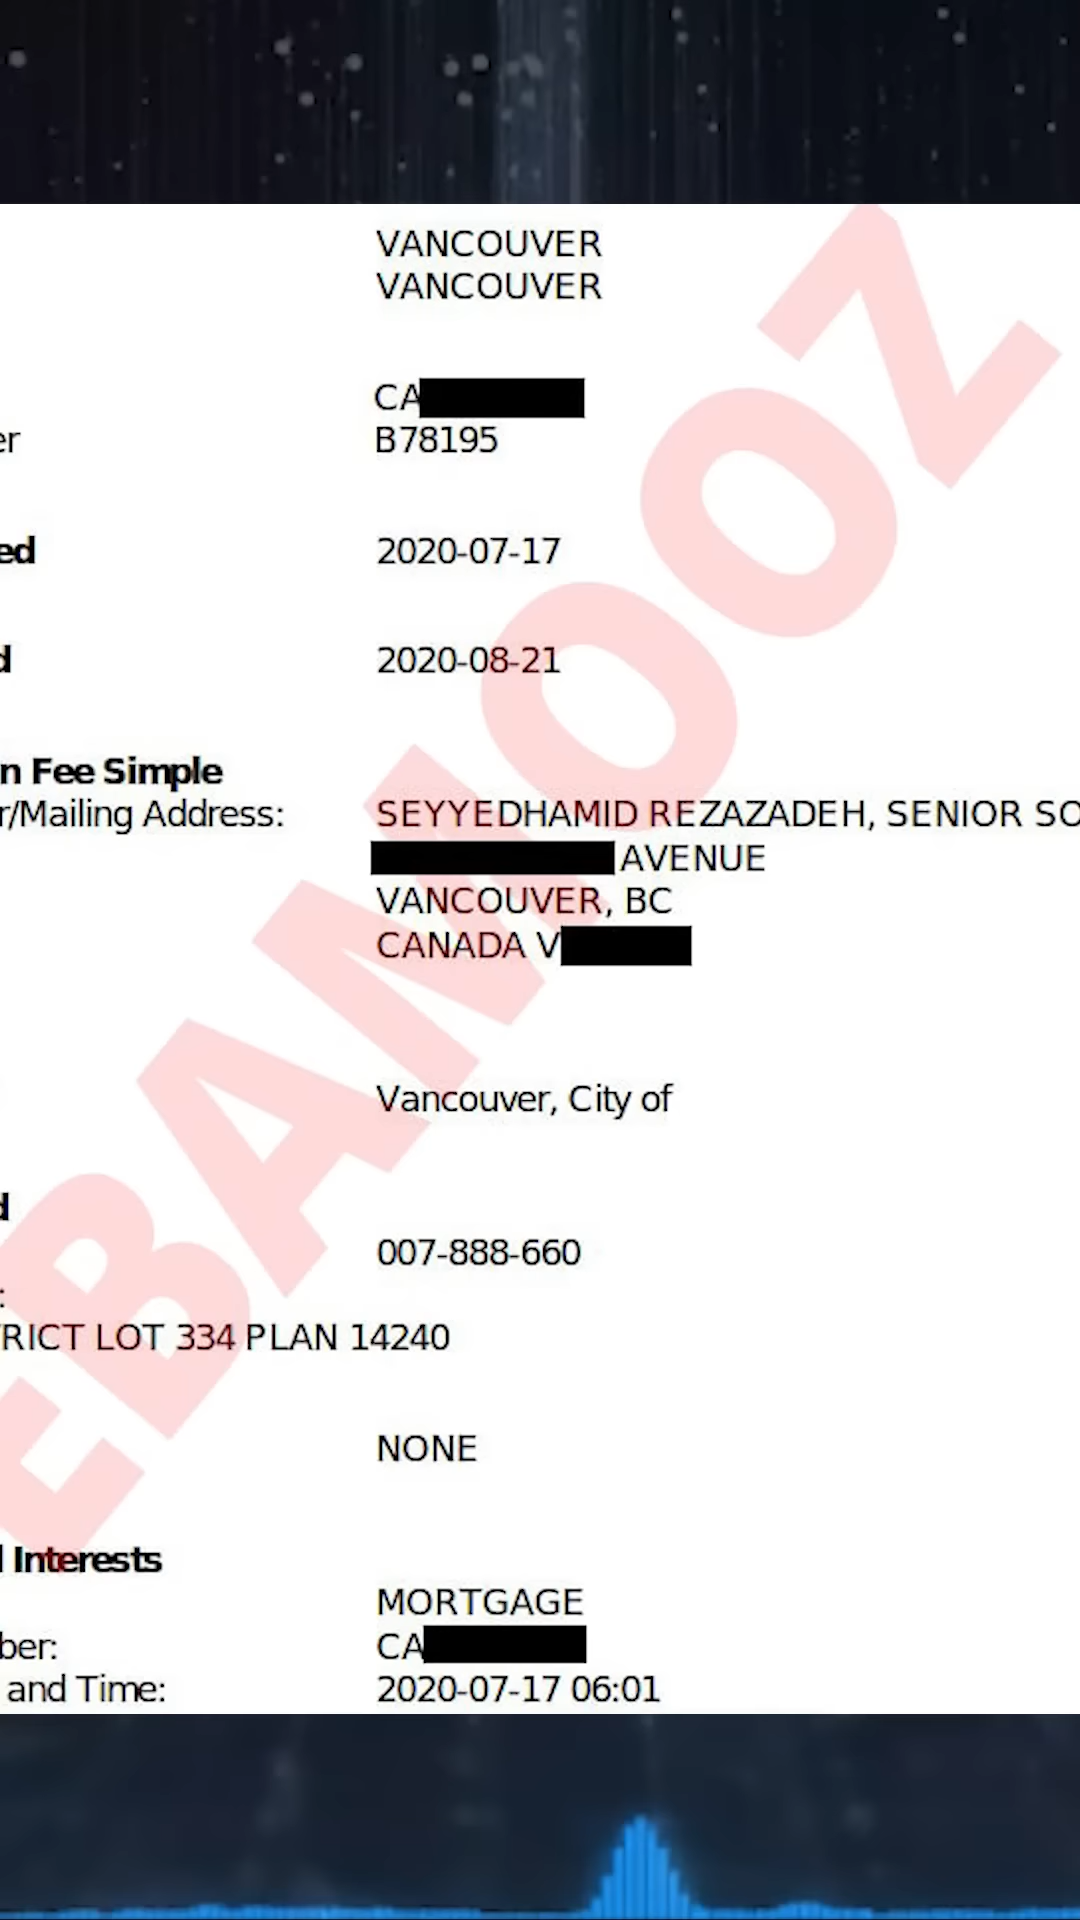 VANCOUVER
VANCOUVER
CA
er B78195
ed 2020-07-17
d 2020-08-21
n Fee Simple
r/Mailing Address: SEYYEDHAMID REZAZADEH, SENIOR SO
AVENUE
VANCOUVER, BC
CANADA V
Vancouver, City of
d
007-888-660
:
RICT LOT 334 PLAN 14240
NONE
d Interests
MORTGAGE
ber: CA
and Time: 2020-07-17 06:01
EBAMOOZ